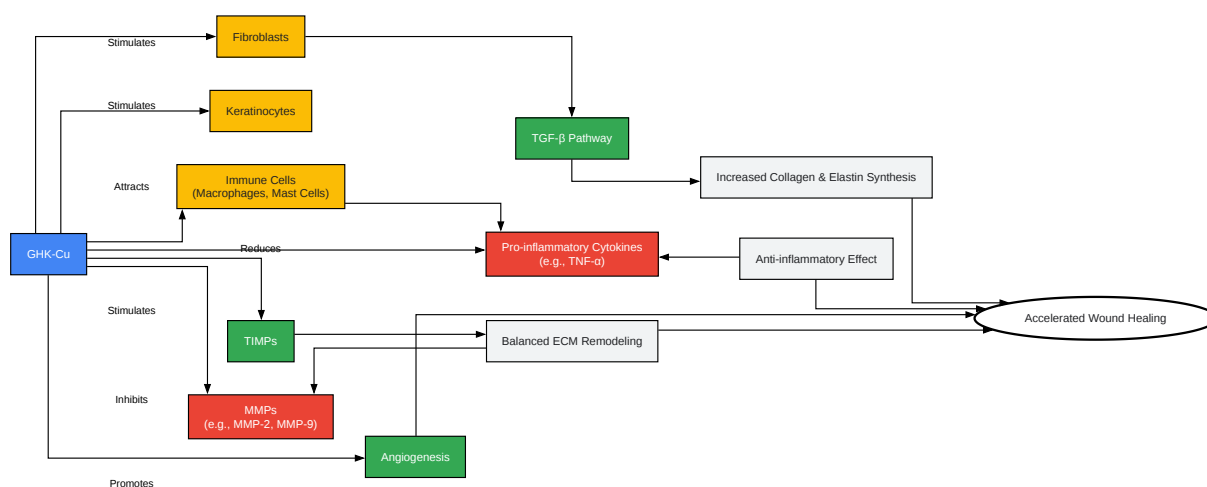 Stimulates
Fibroblasts
Stimulates
Keratinocytes
TGF-β Pathway
Attracts
Immune Cells
(Macrophages, Mast Cells)
Increased Collagen & Elastin Synthesis
GHK-Cu
Reduces
Pro-inflammatory Cytokines
(e.g., TNF-α)
Anti-inflammatory Effect
Stimulates
TIMPs
Balanced ECM Remodeling
Accelerated Wound Healing
Inhibits
MMPs
(e.g., MMP-2, MMP-9)
Angiogenesis
Promotes